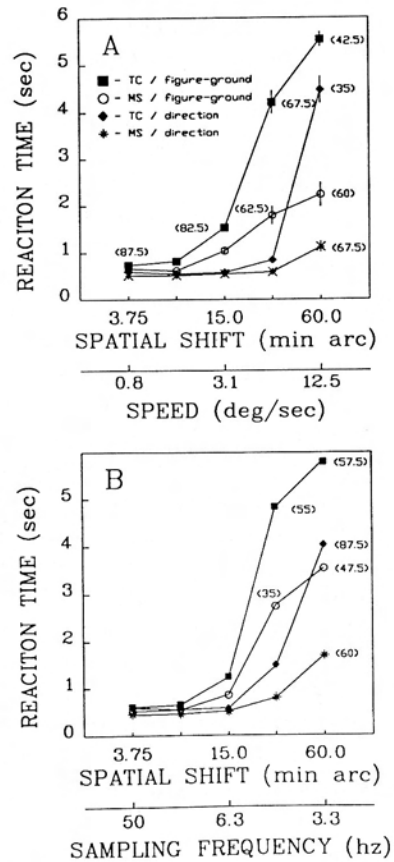 6
A
■ - TC / figure-ground
○ - MS / figure-ground
◆ - TC / direction
✱ - MS / direction
(42.5)
(35)
(67.5)
(82.5)
(62.5)
(60)
(87.5)
(67.5)
5
4
3
2
1
0
REACITON TIME (sec)
3.75 15.0 60.0
SPATIAL SHIFT (min arc)
0.8 3.1 12.5
SPEED (deg/sec)
B
(57.5)
(55)
(87.5)
(47.5)
(35)
(60)
5
4
3
2
1
0
REACITON TIME (sec)
3.75 15.0 60.0
SPATIAL SHIFT (min arc)
50 6.3 3.3
SAMPLING FREQUENCY (hz)